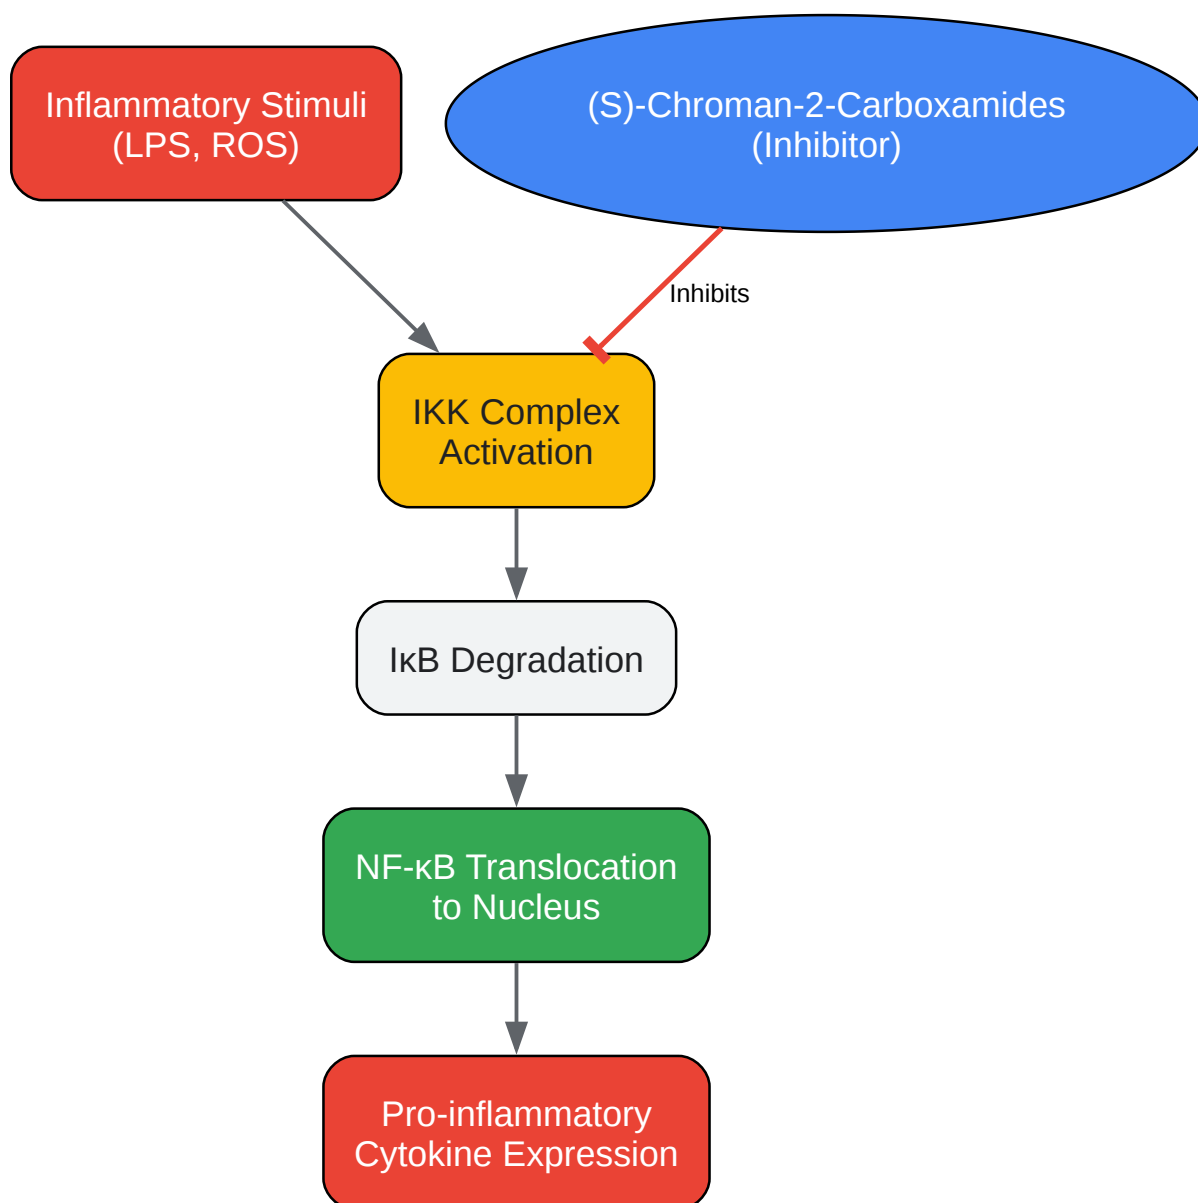 Inflammatory Stimuli
(LPS, ROS)
(S)-Chroman-2-Carboxamides
(Inhibitor)
Inhibits
IKK Complex
Activation
IκB Degradation
NF-κB Translocation
to Nucleus
Pro-inflammatory
Cytokine Expression